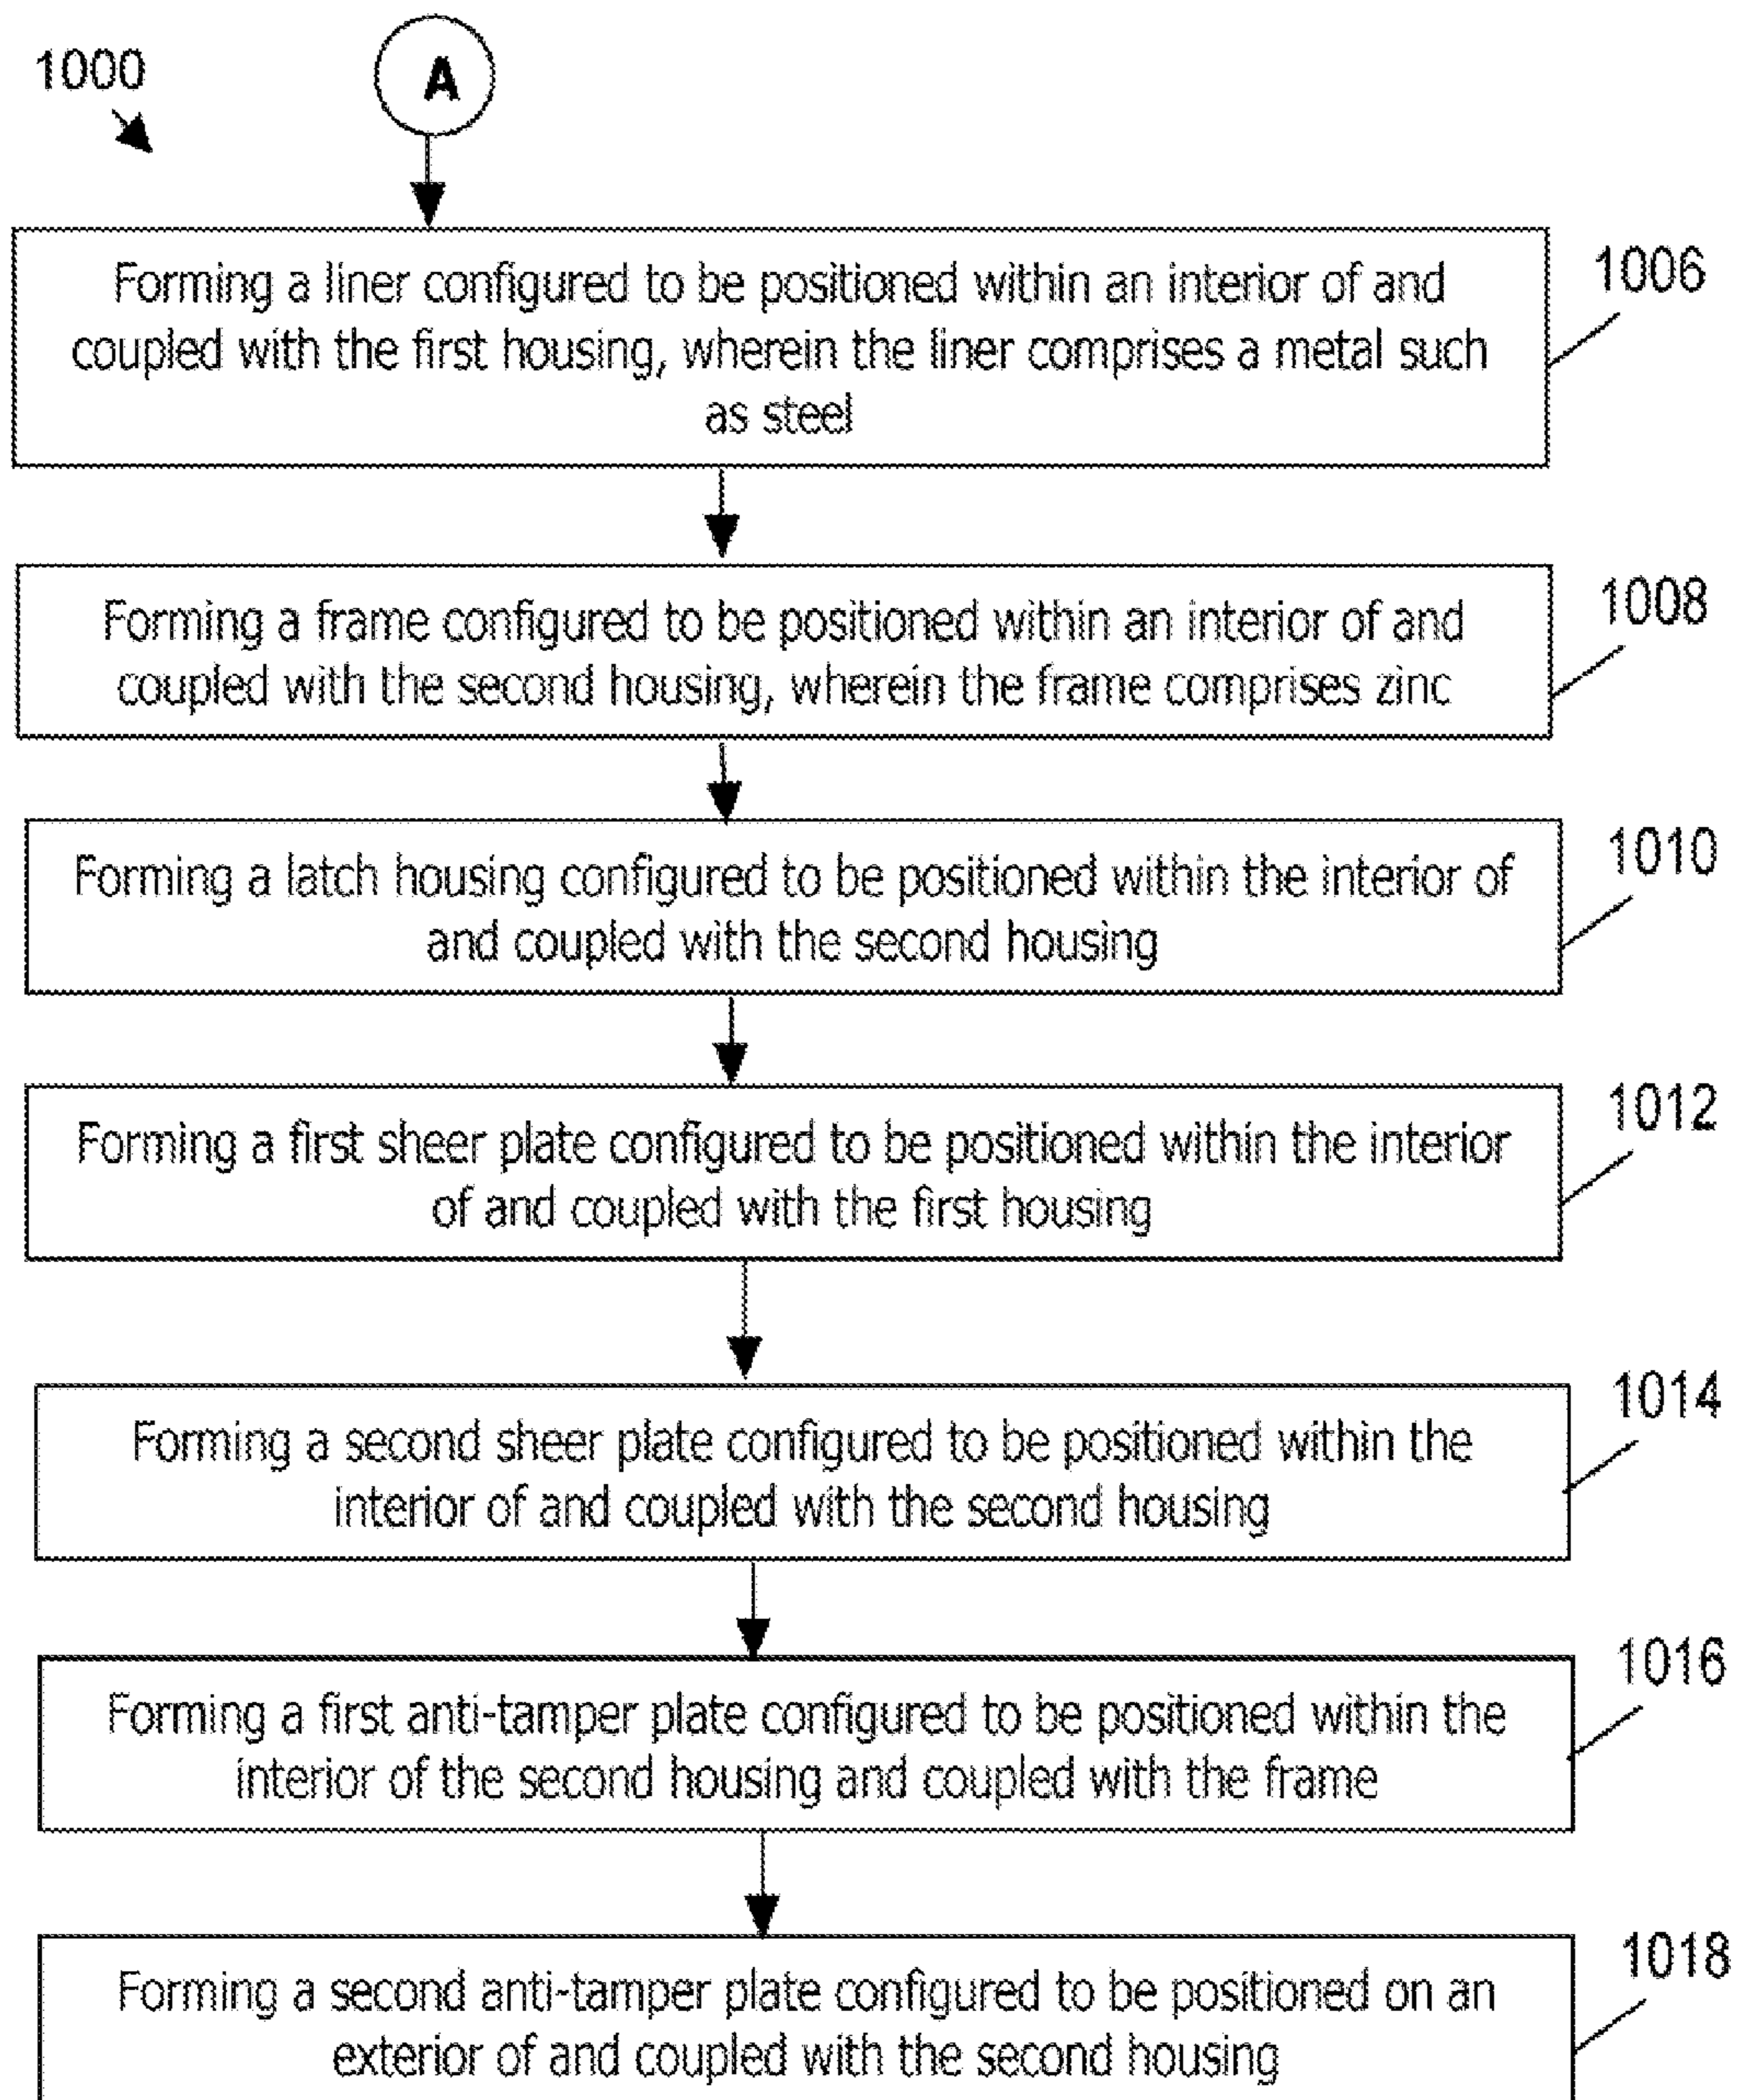 1000
A
Forming a liner configured to be positioned within an interior of and
coupled with the first housing, wherein the liner comprises a metal such
as steel
1006
Forming a frame configured to be positioned within an interior of and
coupled with the second housing, wherein the frame comprises zinc
1008
Forming a latch housing configured to be positioned within the interior of
and coupled with the second housing
1010
Forming a first sheer plate configured to be positioned within the interior
of and coupled with the first housing
1012
Forming a second sheer plate configured to be positioned within the
interior of and coupled with the second housing
1014
Forming a first anti-tamper plate configured to be positioned within the
interior of the second housing and coupled with the frame
1016
Forming a second anti-tamper plate configured to be positioned on an
exterior of and coupled with the second housing
1018